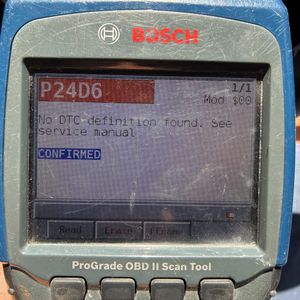 BOSCH
P24D6
1/1
Mod $00
No DTC definition found. See
service manual
CONFIRMED
Read Erase FFrame
ProGrade OBD II Scan Tool